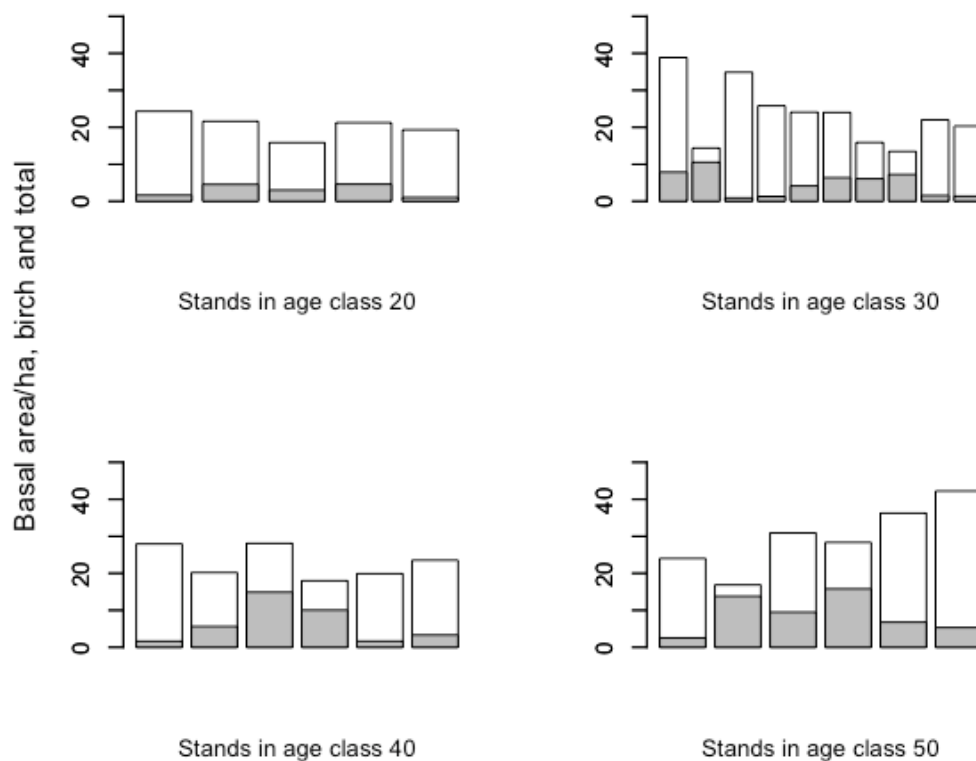 Basal area/ha, birch and total
0 20 40
Stands in age class 20
0 20 40
Stands in age class 30
0 20 40
Stands in age class 40
0 20 40
Stands in age class 50